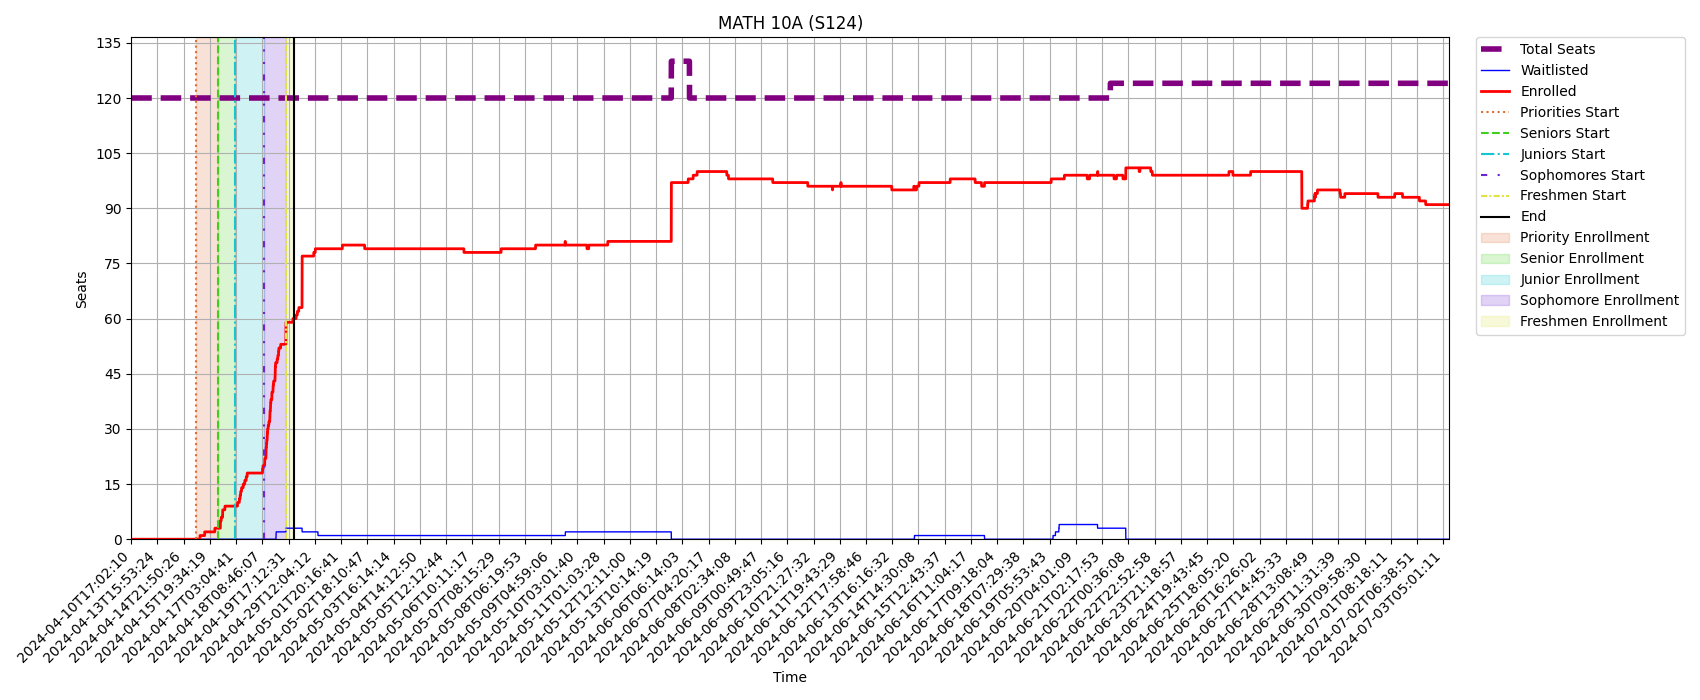 MATH 10A (S124)
Total Seats
Waitlisted
Enrolled
Priorities Start
Seniors Start
Juniors Start
Sophomores Start
Freshmen Start
End
Priority Enrollment
Senior Enrollment
Junior Enrollment
Sophomore Enrollment
Freshmen Enrollment
Seats
135
120
105
90
75
60
45
30
15
0
2024-04-10T17:02:10
2024-04-13T15:53:24
2024-04-14T21:50:26
2024-04-15T19:34:19
2024-04-17T03:04:41
2024-04-18T08:46:07
2024-04-19T17:12:31
2024-04-29T12:04:12
2024-05-01T20:16:41
2024-05-02T18:10:47
2024-05-03T16:14:14
2024-05-04T14:12:50
2024-05-05T12:12:44
2024-05-06T10:11:17
2024-05-07T08:15:29
2024-05-08T06:19:53
2024-05-09T04:59:06
2024-05-10T03:01:40
2024-05-11T01:03:28
2024-05-12T12:11:00
2024-05-13T10:14:19
2024-06-06T06:14:03
2024-06-07T04:20:17
2024-06-08T02:34:08
2024-06-09T00:49:47
2024-06-09T23:05:16
2024-06-10T21:27:32
2024-06-11T19:43:29
2024-06-12T17:58:46
2024-06-13T16:16:32
2024-06-14T14:30:08
2024-06-15T12:43:37
2024-06-16T11:04:17
2024-06-17T09:18:04
2024-06-18T07:29:38
2024-06-19T05:53:43
2024-06-20T04:01:09
2024-06-21T02:17:53
2024-06-22T00:36:08
2024-06-22T22:52:58
2024-06-23T21:18:57
2024-06-24T19:43:45
2024-06-25T18:05:20
2024-06-26T16:26:02
2024-06-27T14:45:33
2024-06-28T13:08:49
2024-06-29T11:31:39
2024-06-30T09:58:30
2024-07-01T08:18:11
2024-07-02T06:38:51
2024-07-03T05:01:11
Time